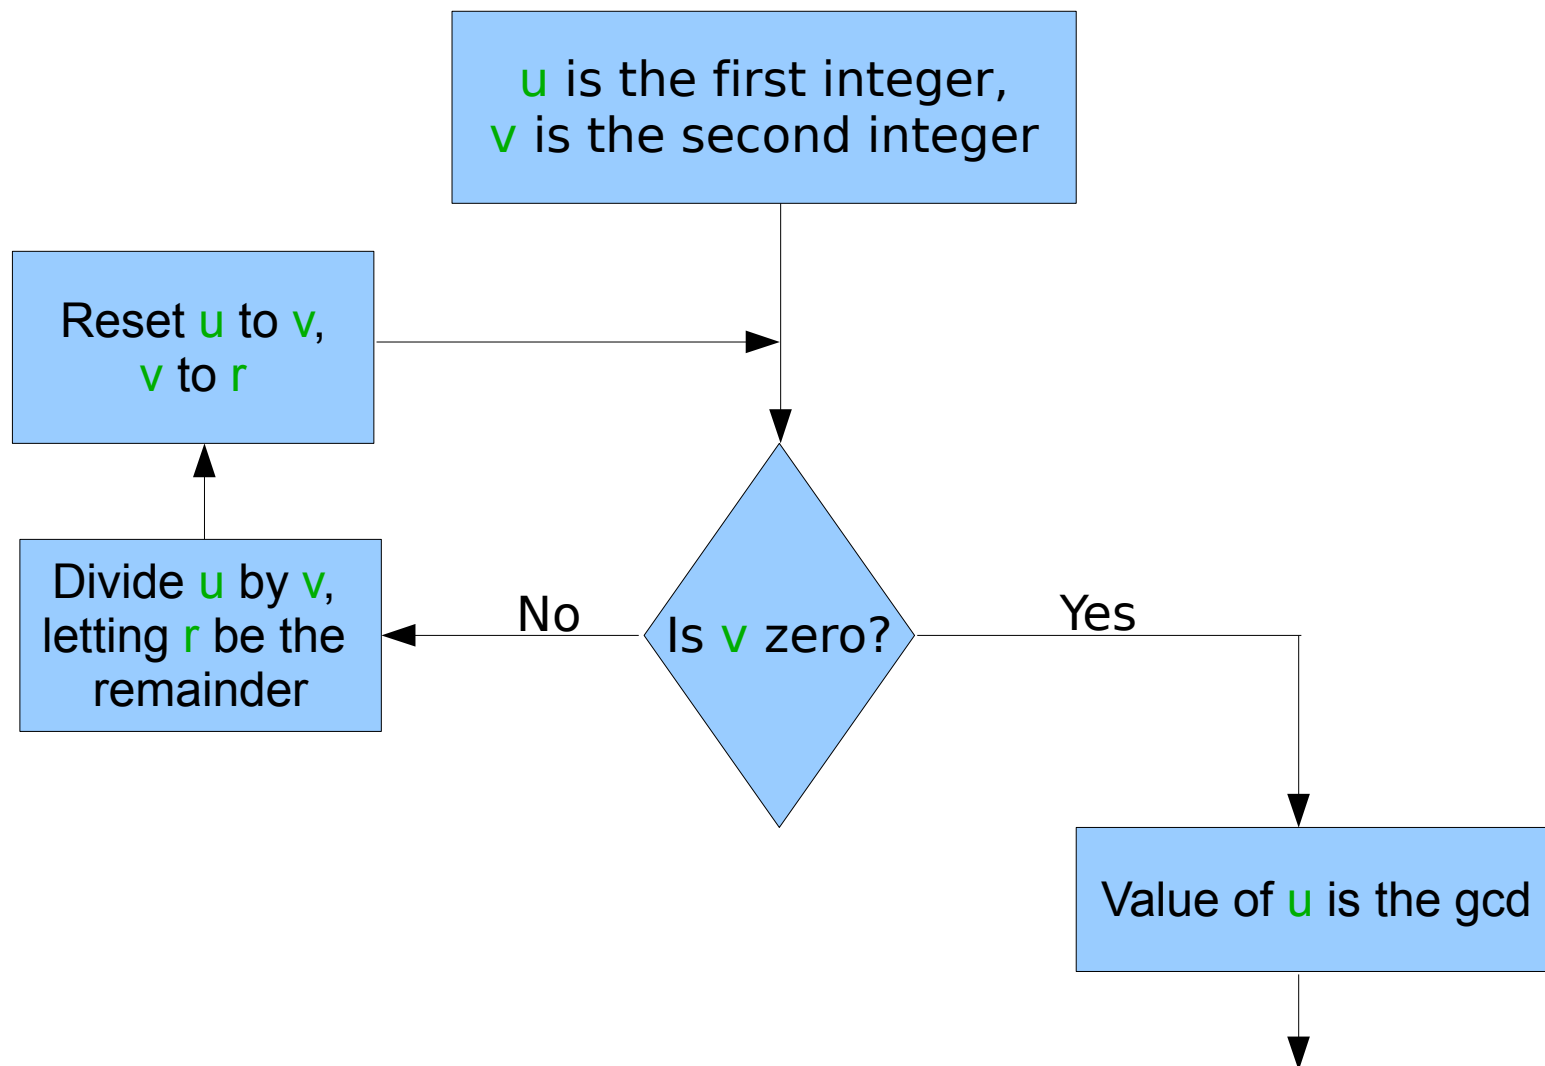 u is the first integer,
v is the second integer
Reset u to v,
v to r
Divide u by v,
letting r be the
remainder
No
Is v zero?
Yes
Value of u is the gcd